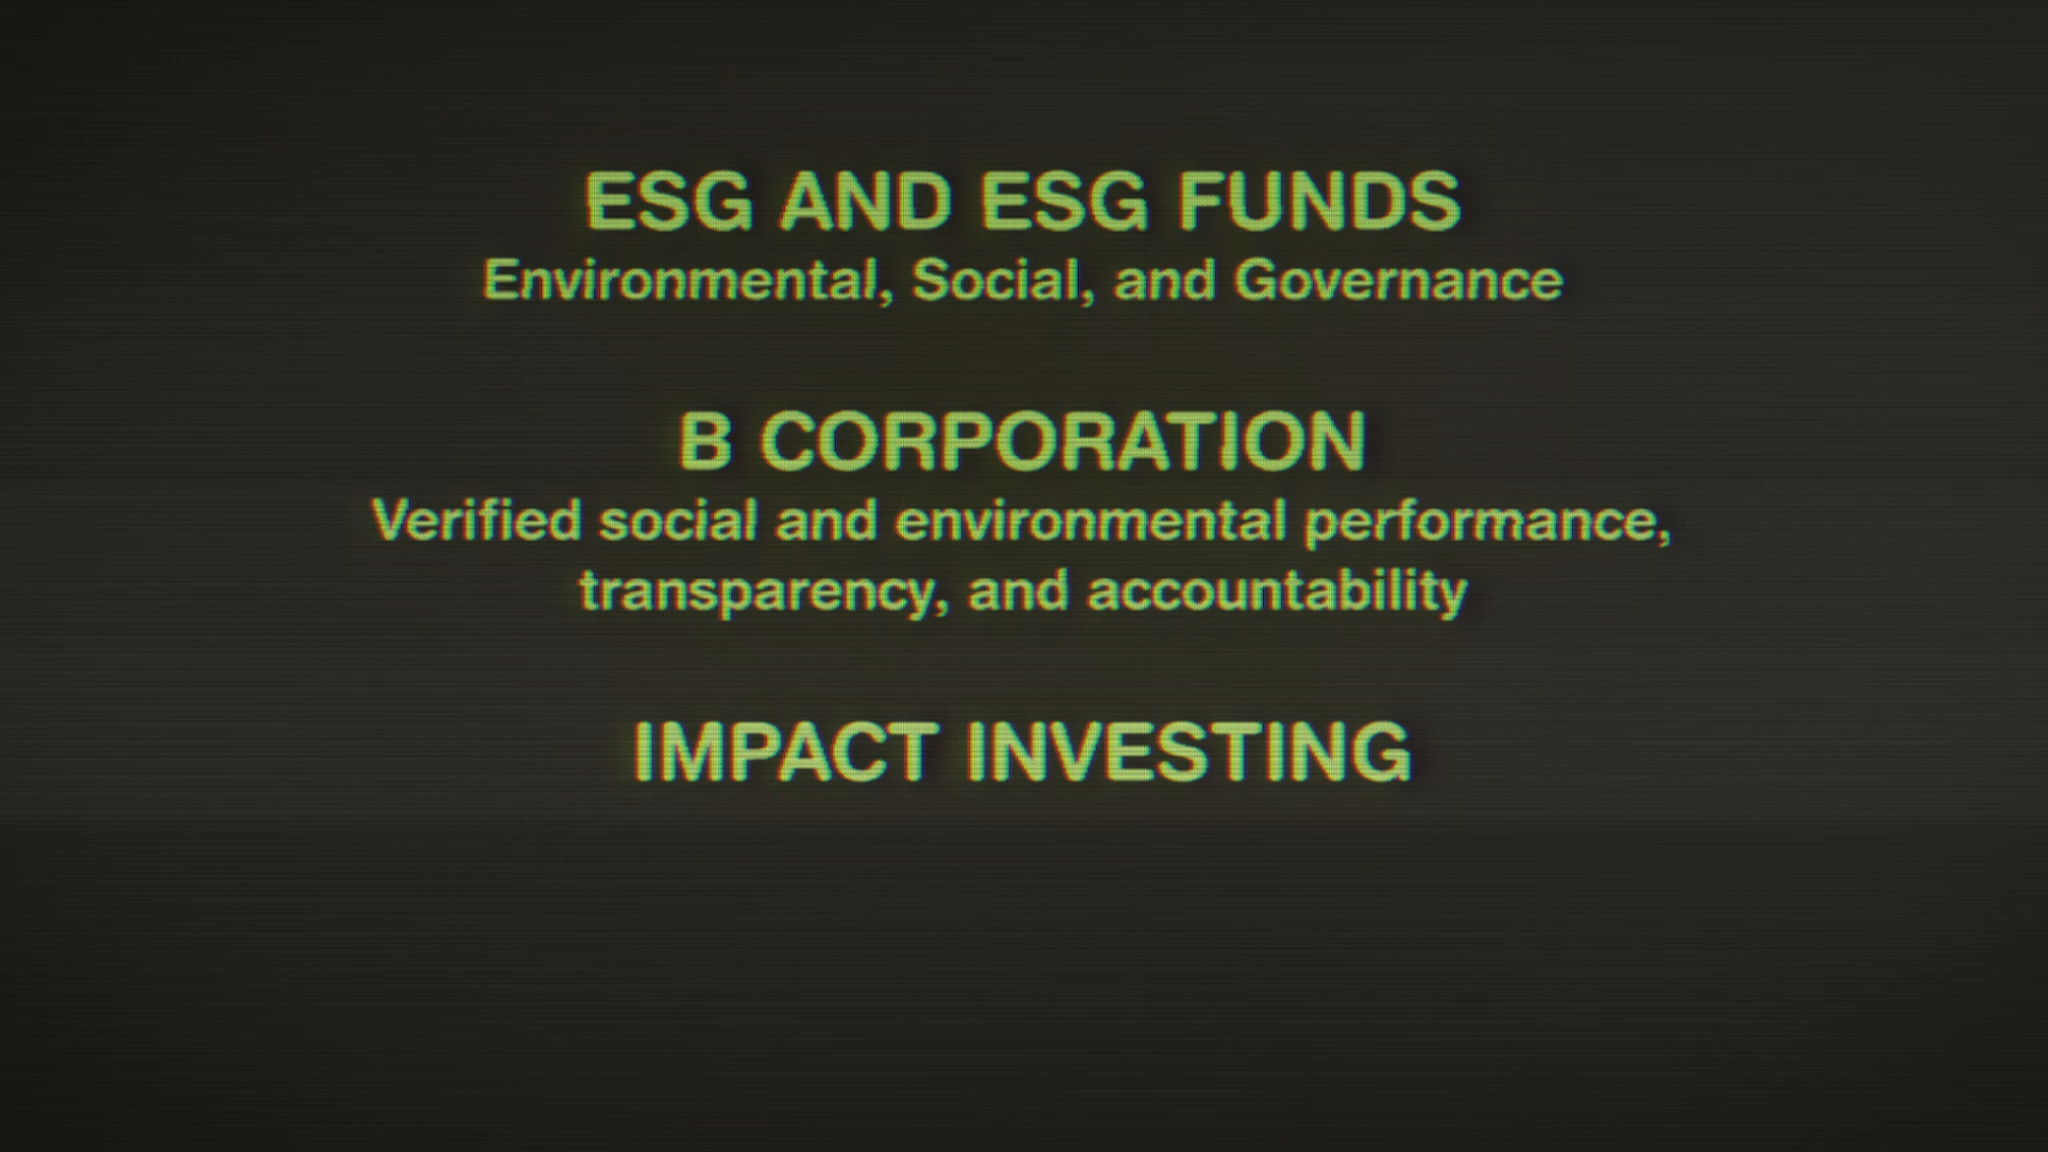 ESG AND ESG FUNDS
Environmental, Social, and Governance
B CORPORATION
Verified social and environmental performance,
transparency, and accountability
IMPACT INVESTING